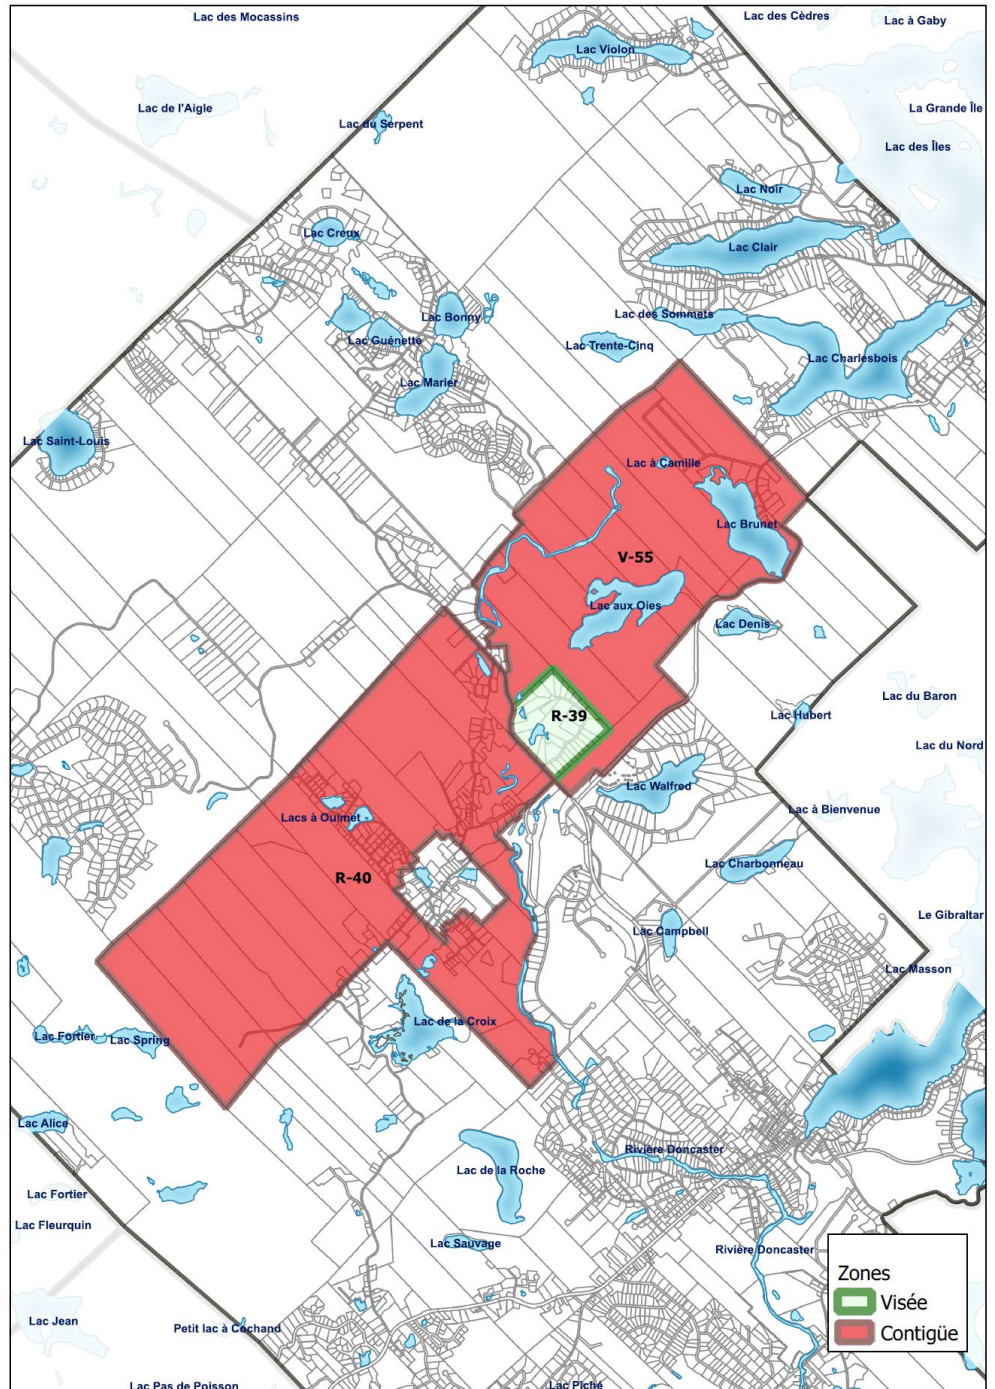 Lac des Mocassins
Lac des Cèdres
Lac à Gaby
Lac Violon
Lac de l'Aigle
La Grande Île
Lac du Serpent
Lac des Îles
Lac Noir
Lac Creux
Lac Clair
Lac des Sommets
Lac Bonny
Lac Guénette
Lac Trente-Cinq
Lac Charlesbois
Lac Marier
Lac Saint-Louis
Lac à Camille
Lac Brunet
V-55
Lac aux Oies
Lac Denis
Lac du Baron
R-39
Lac Hubert
Lac du Nord
Lac Walfred
Lac à Bienvenue
Lacs à Ouimet
Lac Charbonneau
R-40
Le Gibraltar
Lac Campbell
Lac Masson
Lac de la Croix
Lac Fortier
Lac Spring
Lac Alice
Rivière Doncaster
Lac de la Roche
Lac Fortier
Lac Fleurquin
Lac Sauvage
Rivière Doncaster
Zones
Visée
Contigüe
Lac Jean
Petit lac à Cochand
Lac Pas de Poisson
Lac Piché